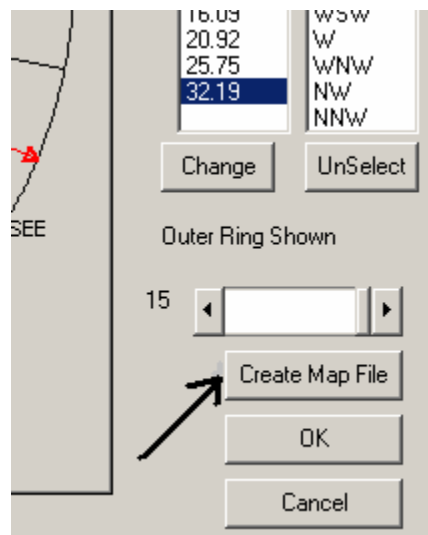 16.09
20.92
25.75
32.19
WSW
W
WNW
NW
NNW
Change
UnSelect
SEE
Outer Ring Shown
15
Create Map File
OK
Cancel